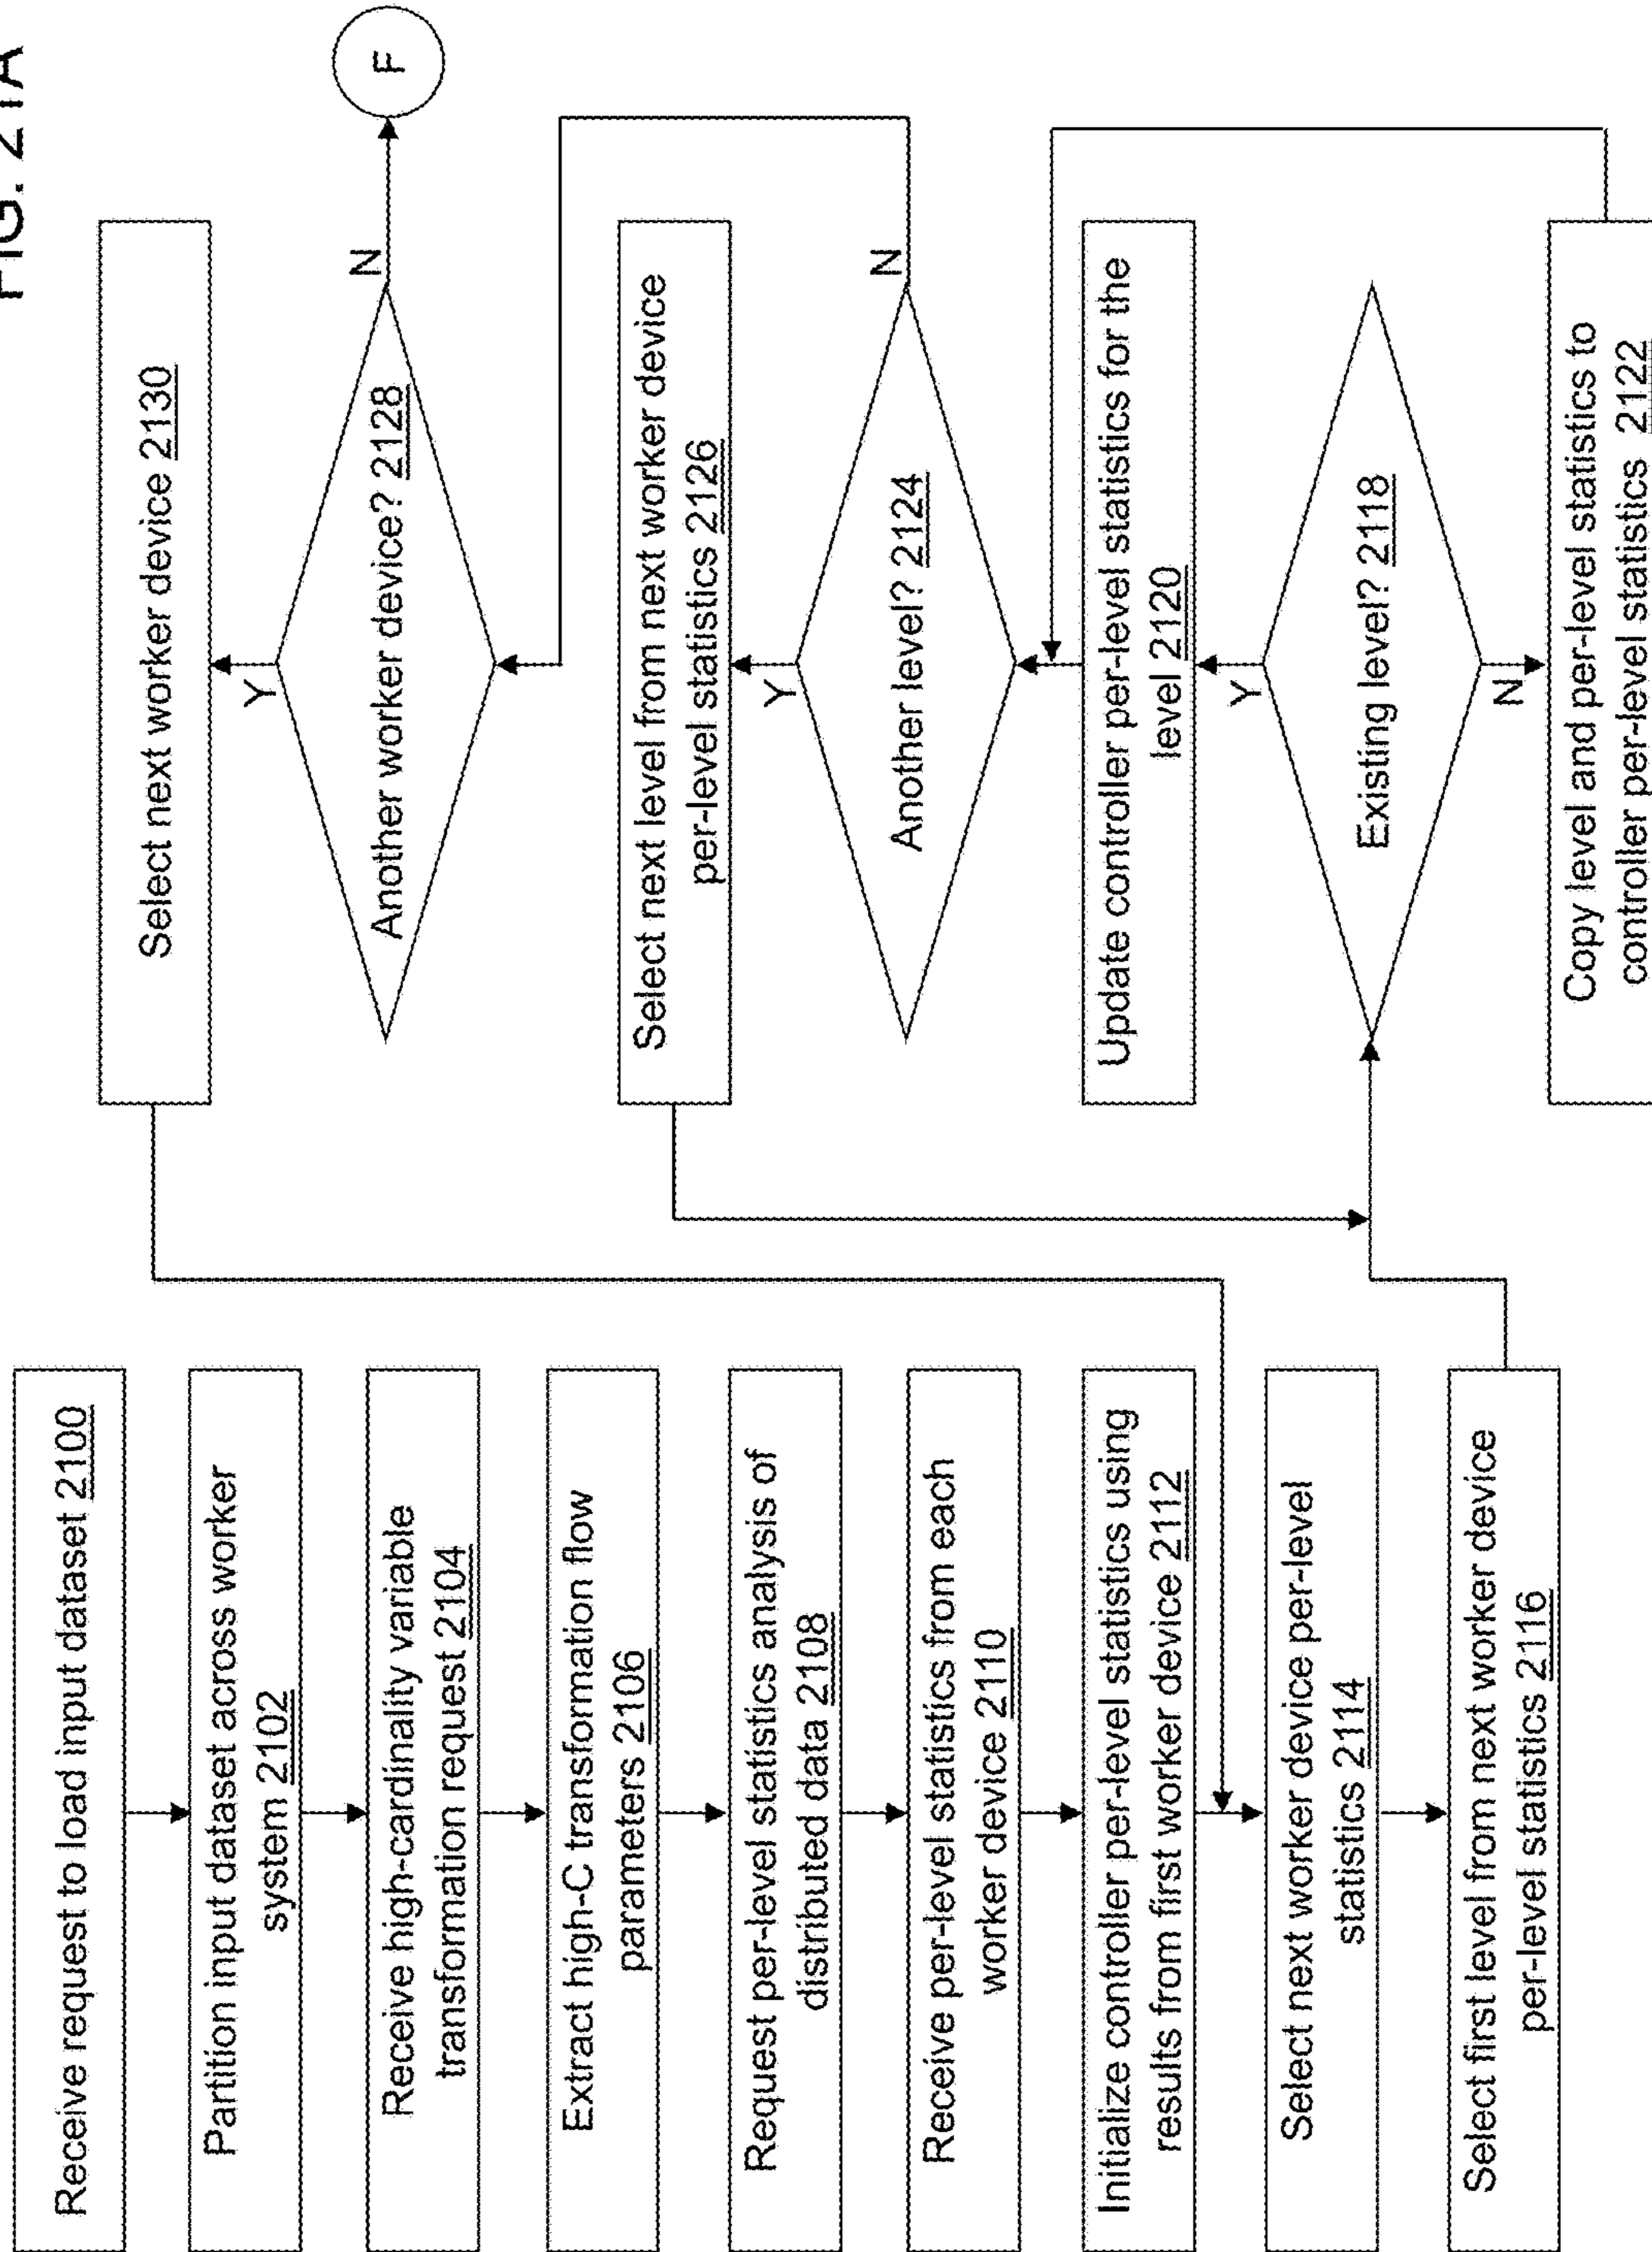 FIG. 21A
Receive request to load input dataset 2100
Partition input dataset across worker
system 2102
Receive high-cardinality variable
transformation request 2104
Extract high-C transformation flow
parameters 2106
Request per-level statistics analysis of
distributed data 2108
Receive per-level statistics from each
worker device 2110
Initialize controller per-level statistics using
results from first worker device 2112
Select next worker device per-level
statistics 2114
Select first level from next worker device
per-level statistics 2116
Select next worker device 2130
Y
Another worker device? 2128
N
F
Select next level from next worker device
per-level statistics 2126
Y
Another level? 2124
N
Update controller per-level statistics for the
level 2120
Y
Existing level? 2118
N
Copy level and per-level statistics to
controller per-level statistics 2122